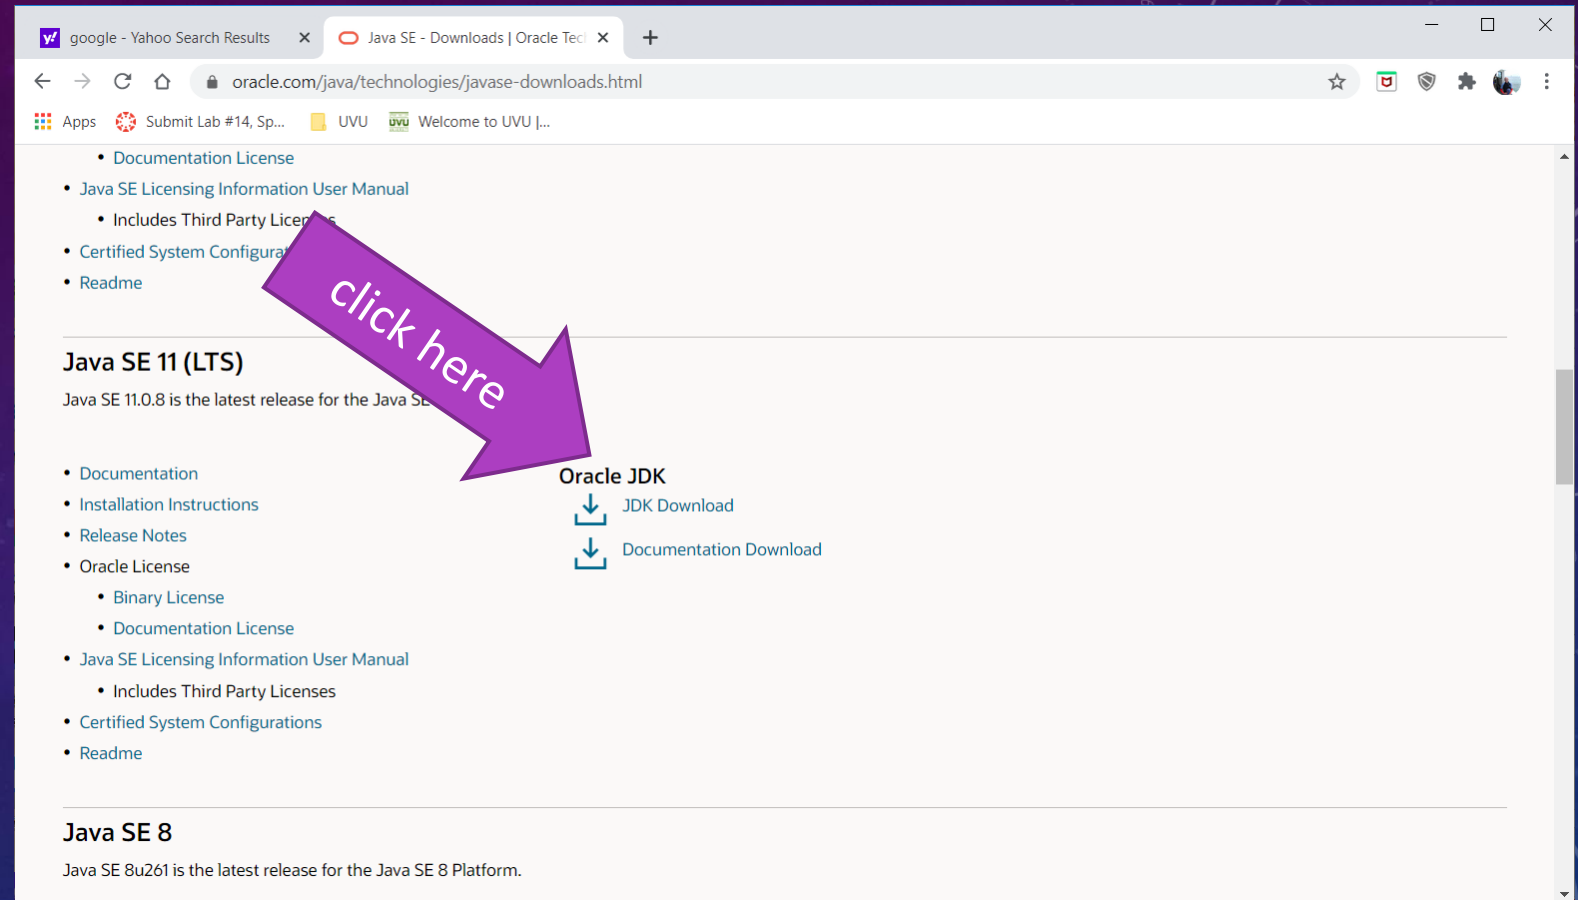 google - Yahoo Search Results
Java SE - Downloads | Oracle Tec
oracle.com/java/technologies/javase-downloads.html
Apps
Submit Lab #14, Sp...
UVU
UVU
Welcome to UVU |...
Documentation License
Java SE Licensing Information User Manual
Includes Third Party
Certified System
Readme
click here
Java SE 11 (LTS)
Java SE 11.0.8 is the latest release for the Java SE
Documentation
Installation Instructions
Release Notes
Oracle License
Binary License
Documentation License
Java SE Licensing Information User Manual
Includes Third Party Licenses
Certified System Configurations
Readme
Oracle JDK
JDK Download
Documentation Download
Java SE 8
Java SE 8u261 is the latest release for the Java SE 8 Platform.